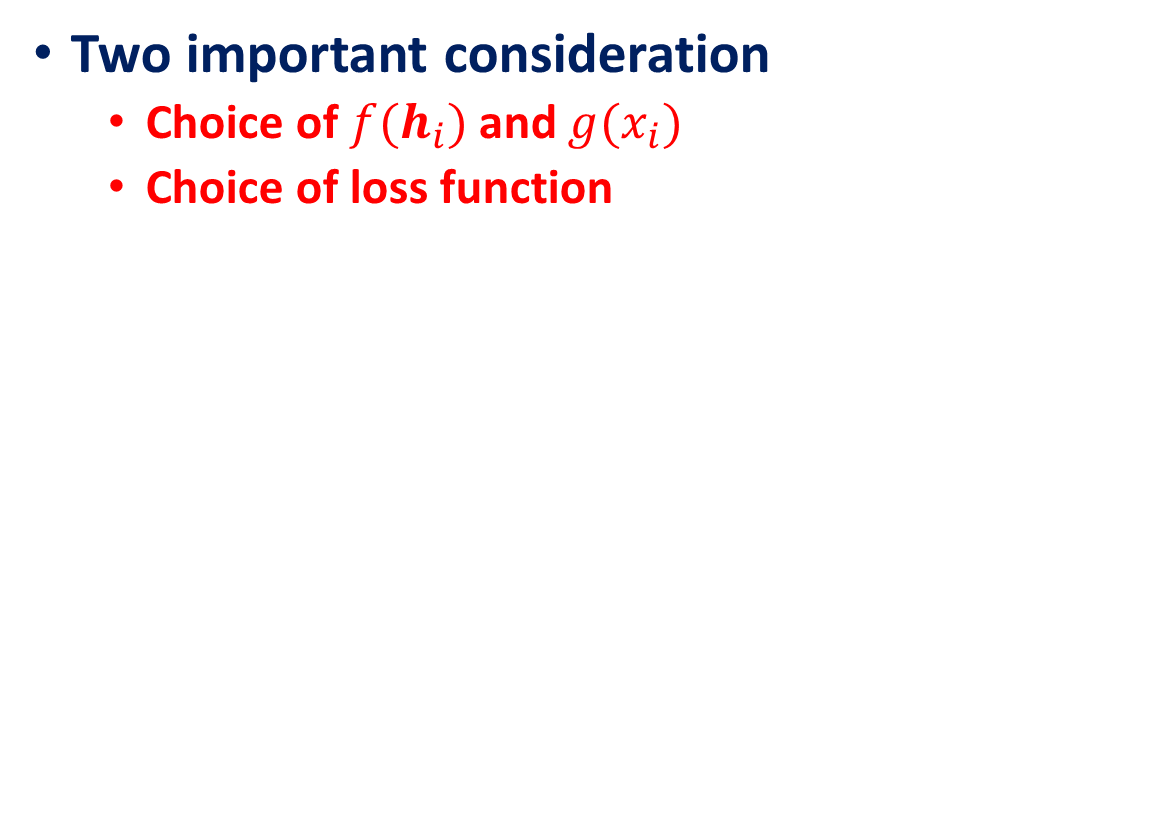 • Two important consideration
• Choice of 𝑓(𝒉ᵢ) and 𝑔(𝑥ᵢ)
• Choice of loss function